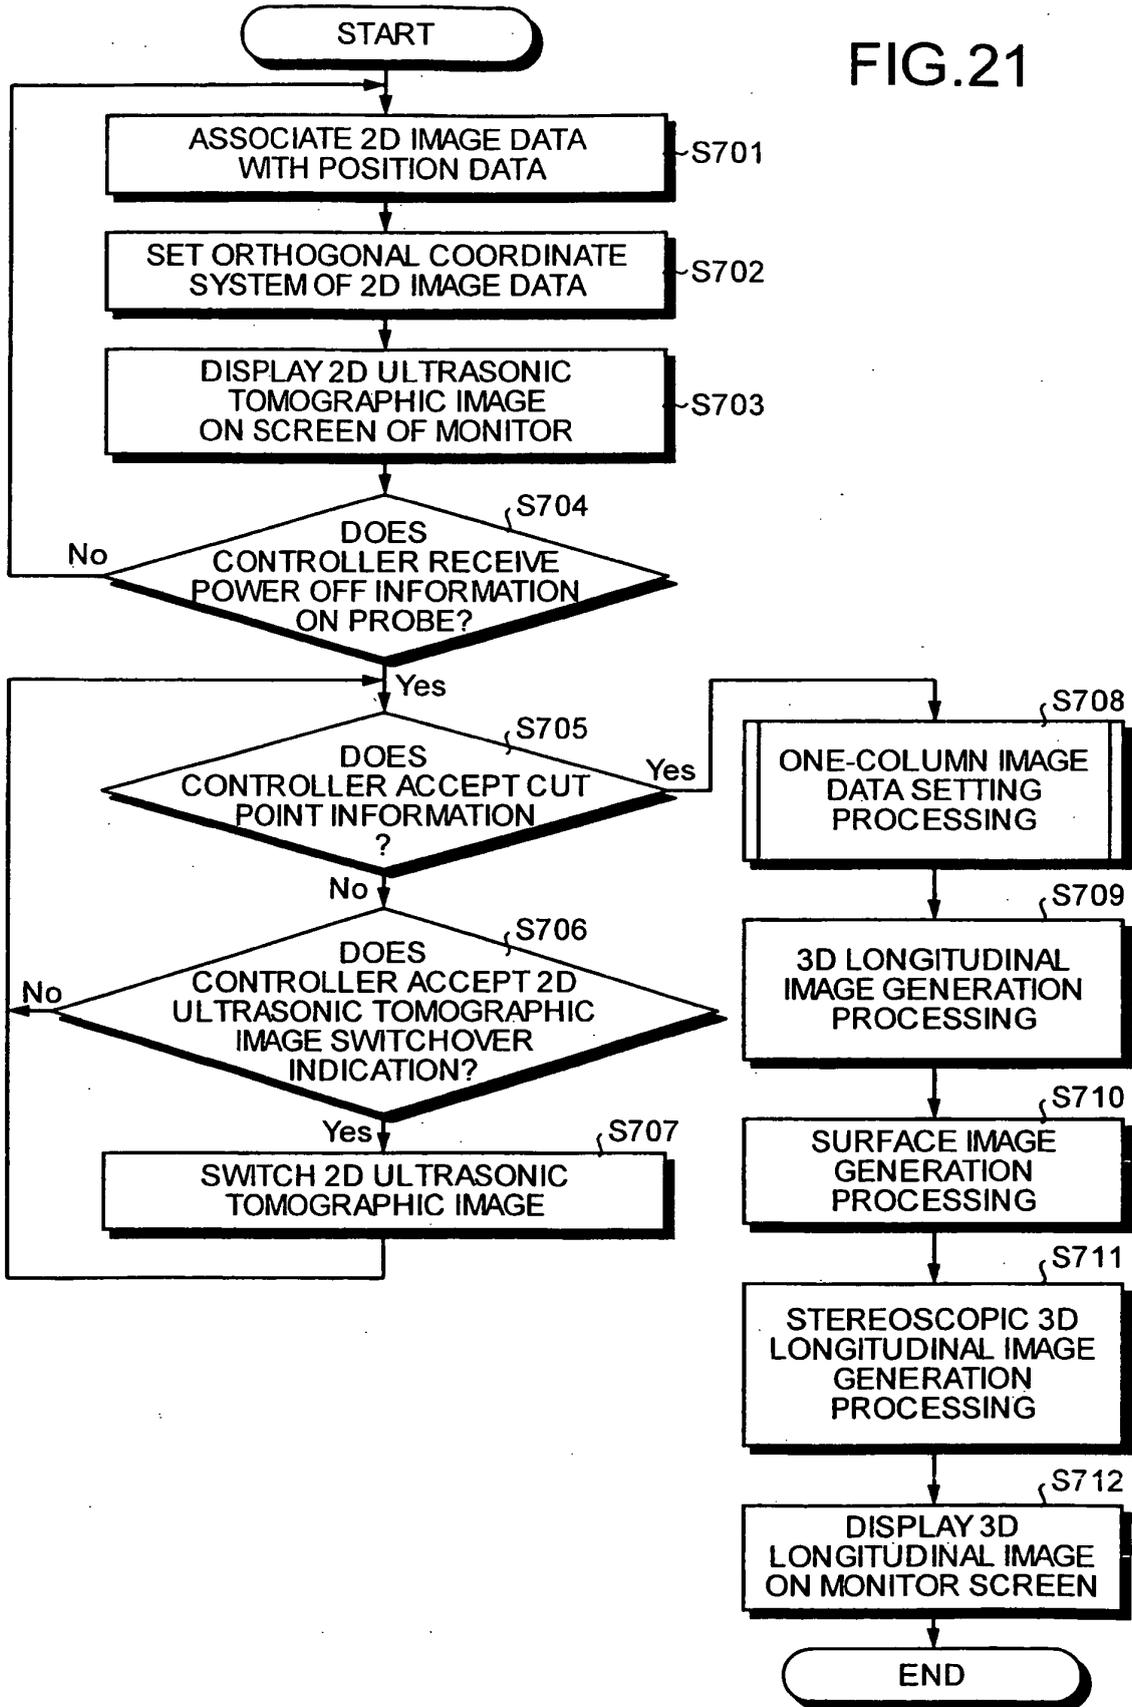 START
FIG.21
ASSOCIATE 2D IMAGE DATA
WITH POSITION DATA
S701
SET ORTHOGONAL COORDINATE
SYSTEM OF 2D IMAGE DATA
S702
DISPLAY 2D ULTRASONIC
TOMOGRAPHIC IMAGE
ON SCREEN OF MONITOR
S703
S704
DOES
CONTROLLER RECEIVE
POWER OFF INFORMATION
ON PROBE?
No
Yes
S705
DOES
CONTROLLER ACCEPT CUT
POINT INFORMATION
?
Yes
No
S706
DOES
CONTROLLER ACCEPT 2D
ULTRASONIC TOMOGRAPHIC
IMAGE SWITCHOVER
INDICATION?
No
Yes
S707
SWITCH 2D ULTRASONIC
TOMOGRAPHIC IMAGE
S708
ONE-COLUMN IMAGE
DATA SETTING
PROCESSING
S709
3D LONGITUDINAL
IMAGE GENERATION
PROCESSING
S710
SURFACE IMAGE
GENERATION
PROCESSING
S711
STEREOSCOPIC 3D
LONGITUDINAL IMAGE
GENERATION
PROCESSING
S712
DISPLAY 3D
LONGITUDINAL IMAGE
ON MONITOR SCREEN
END